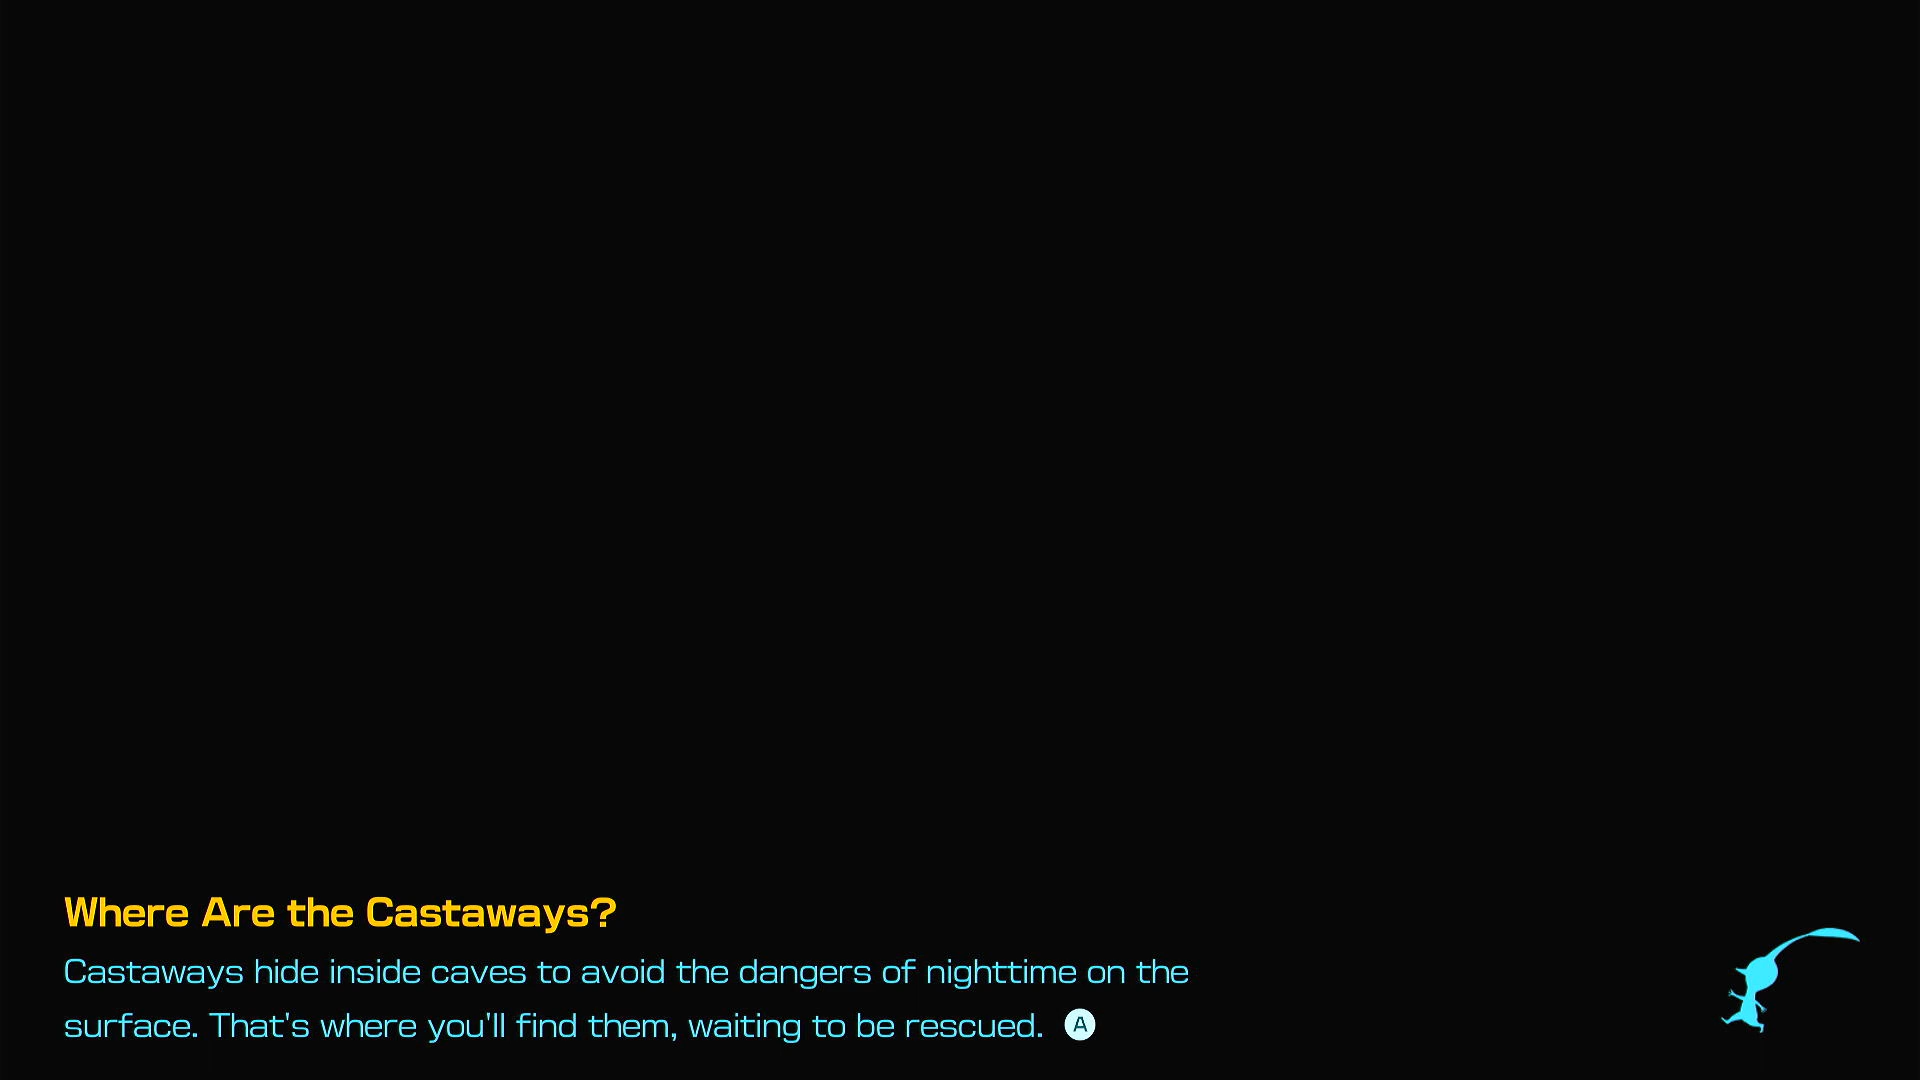 Where Are the Castaways?
Castaways hide inside caves to avoid the dangers of nighttime on the
surface. That's where you'll find them, waiting to be rescued. A